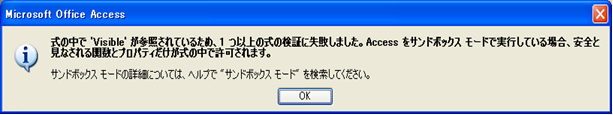 Microsoft Office Access
式の中で 'Visible' が参照されているため、1 つ以上の式の検証に失敗しました。Access をサンドボックス モードで実行している場合、安全と
見なされる関数とプロパティだけが式の中で許可されます。
サンドボックス モードの詳細については、ヘルプで "サンドボックス モード" を検索してください。
OK